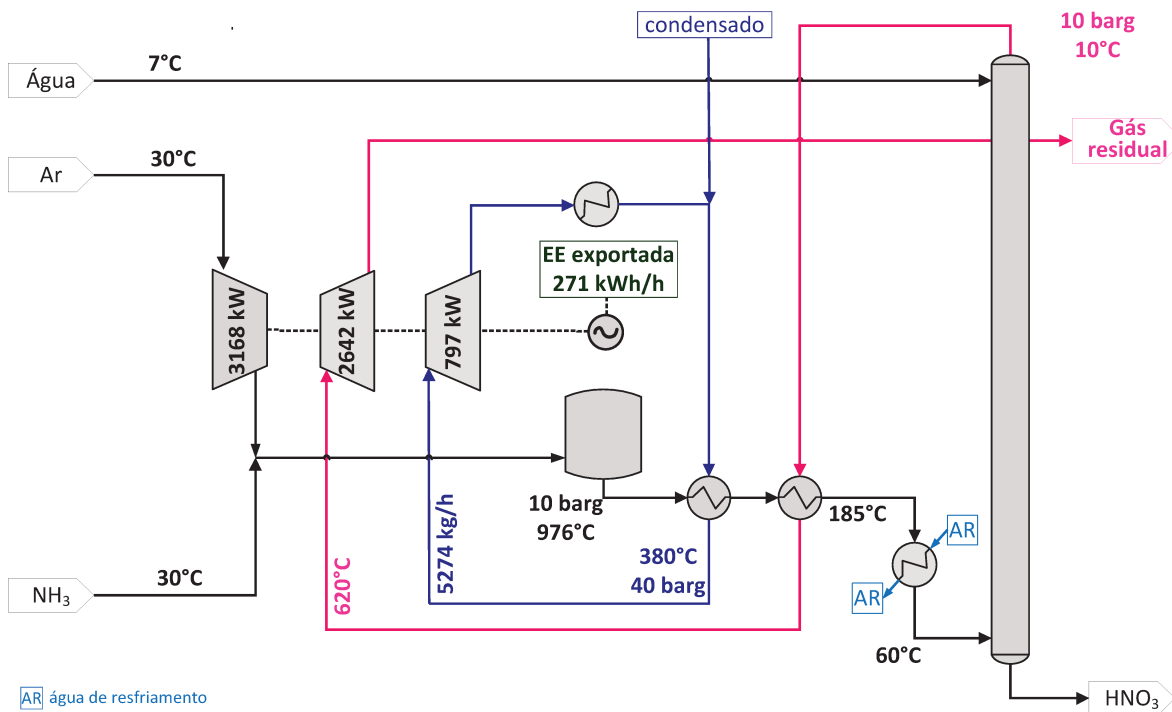 condensado
10 barg
10°C
Água
7°C
Gás
residual
Ar
30°C
EE exportada
271 kWh/h
3168 kW
2642 kW
797 kW
10 barg
976°C
5274 kg/h
380°C
40 barg
185°C
AR
AR
620°C
30°C
NH₃
60°C
HNO₃
AR água de resfriamento